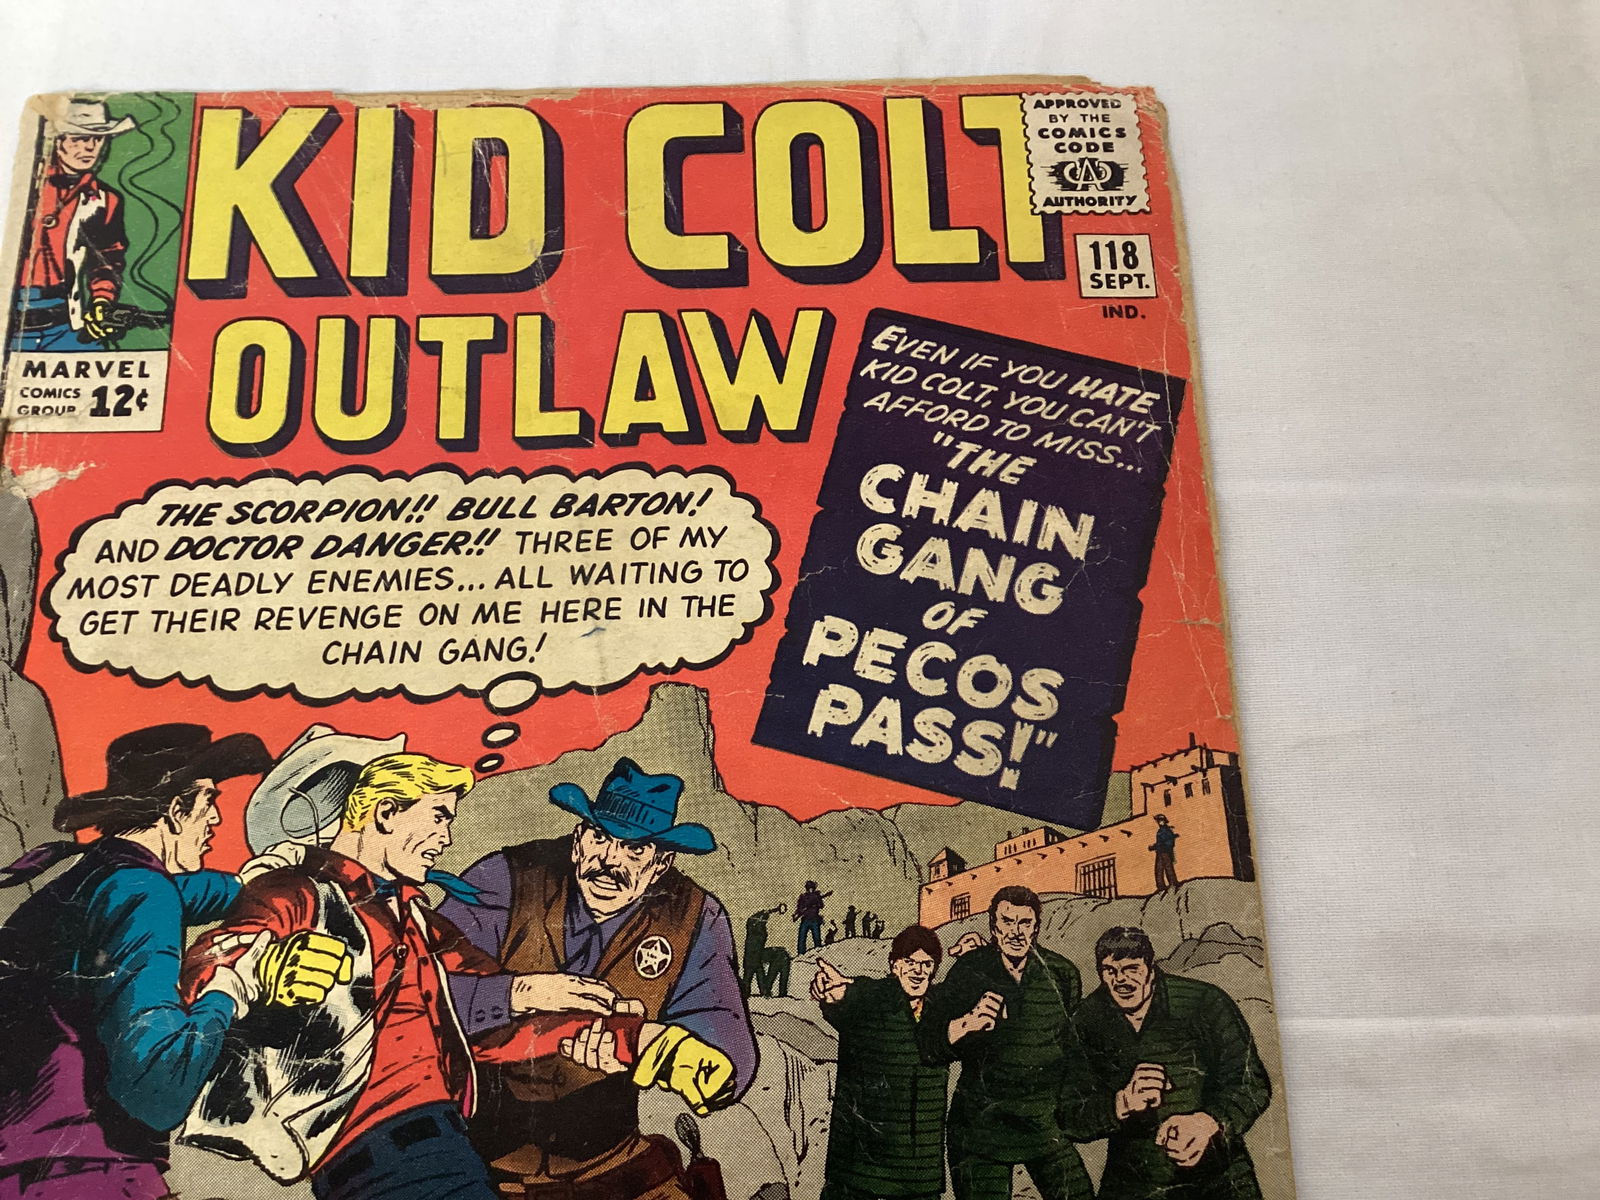 KID COLT
OUTLAW
APPROVED
BY THE
COMICS
CODE
CA
AUTHORITY
118
SEPT.
IND.
MARVEL
COMICS
GROUP 12¢
EVEN IF YOU HATE
KID COLT, YOU CAN'T
AFFORD TO MISS...
"THE
CHAIN
GANG
OF
PECOS
PASS!"
THE SCORPION!! BULL BARTON!
AND DOCTOR DANGER!! THREE OF MY
MOST DEADLY ENEMIES... ALL WAITING TO
GET THEIR REVENGE ON ME HERE IN THE
CHAIN GANG!